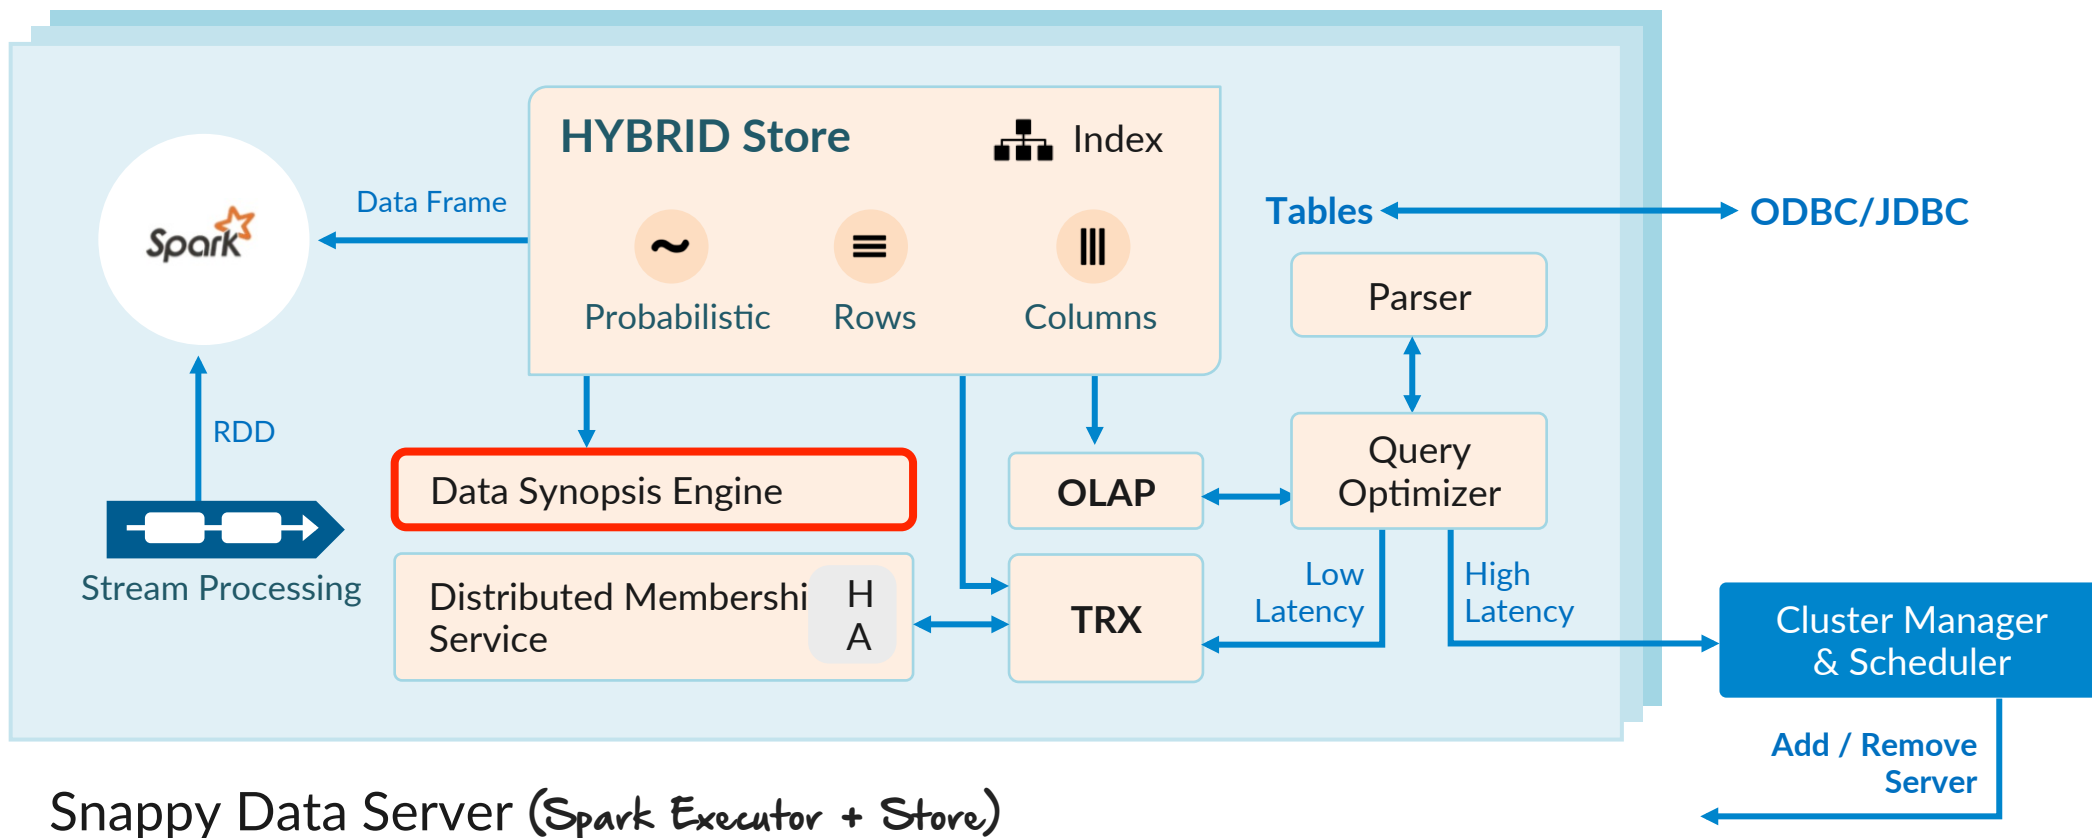 HYBRID Store
Index
Spark
Data Frame
Tables
ODBC/JDBC
Probabilistic
Rows
Columns
Parser
RDD
Data Synopsis Engine
OLAP
Query
Optimizer
Stream Processing
Distributed Membershi
Service
H
A
TRX
Low
Latency
High
Latency
Cluster Manager
& Scheduler
Add / Remove
Server
Snappy Data Server (Spark Executor + Store)